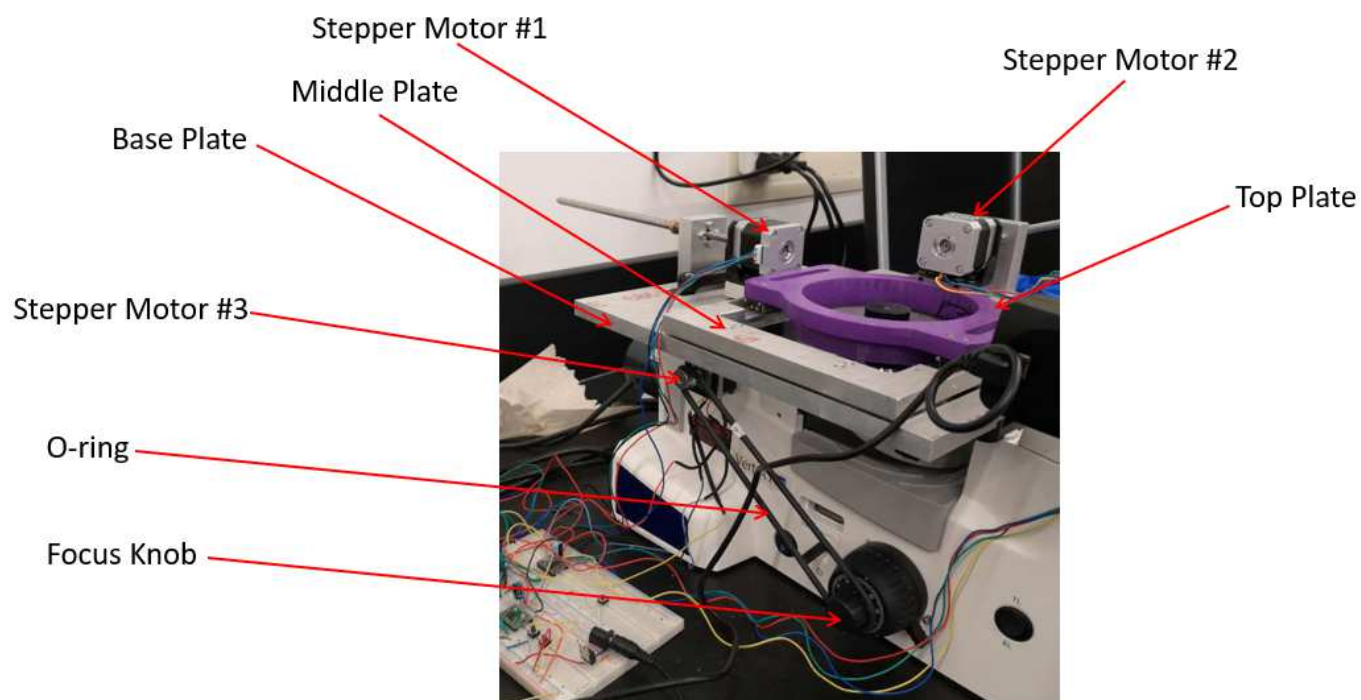 Stepper Motor #1
Stepper Motor #2
Middle Plate
Base Plate
Top Plate
Stepper Motor #3
O-ring
Focus Knob